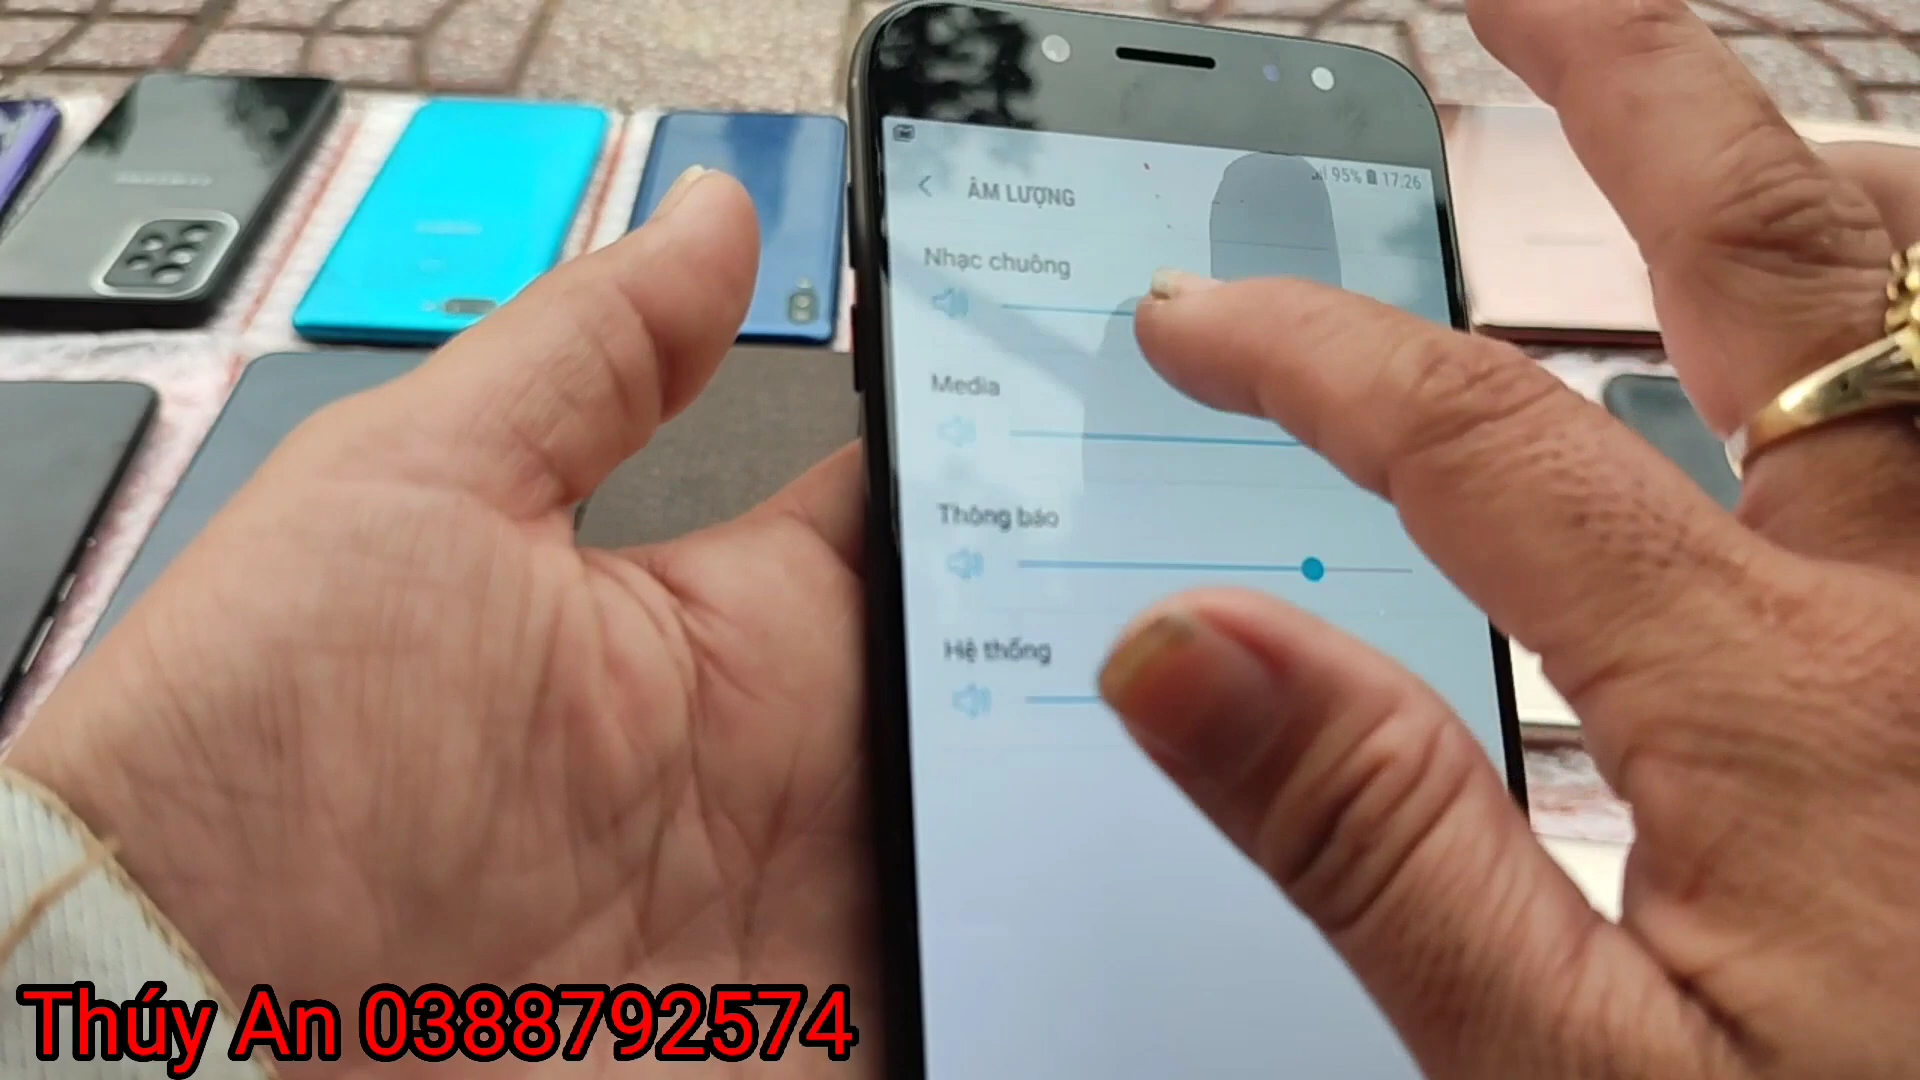 95% 17:26
ÂM LƯỢNG
Nhạc chuông
Media
Thông báo
Hệ thống
Thúy An 0388792574